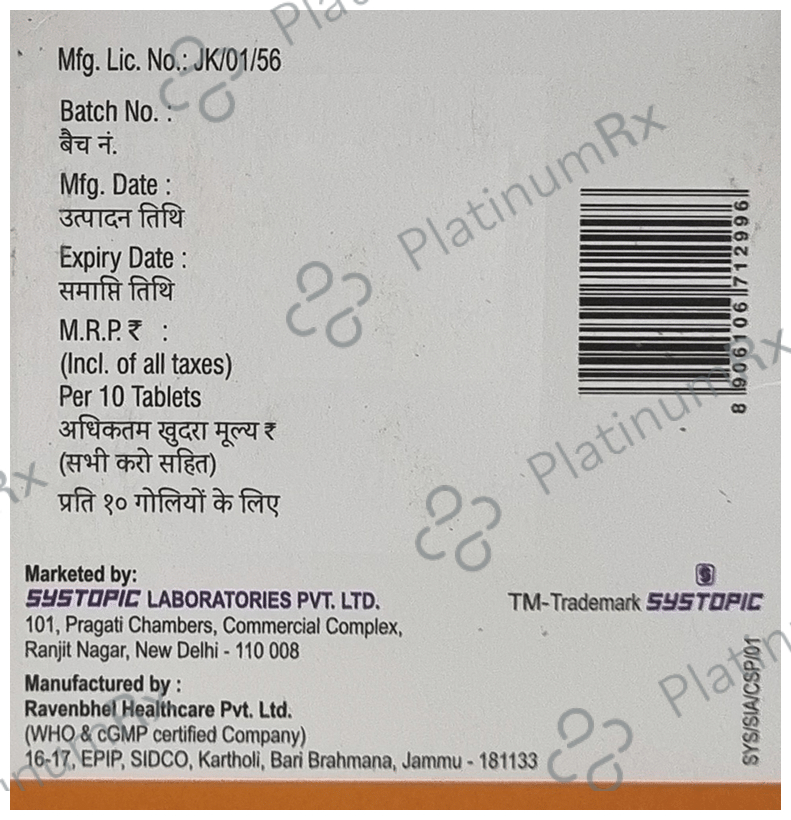 Mfg. Lic. No.: JK/01/56
Batch No. :
बैच नं.
Mfg. Date :
उत्पादन तिथि
Expiry Date :
समाप्ति तिथि
M.R.P. ₹ :
(Incl. of all taxes)
Per 10 Tablets
अधिकतम खुदरा मूल्य ₹
(सभी करो सहित)
प्रति १० गोलियों के लिए
8 906106 712996
Marketed by:
SYSTOPIC LABORATORIES PVT. LTD.
101, Pragati Chambers, Commercial Complex,
Ranjit Nagar, New Delhi - 110 008
TM-Trademark SYSTOPIC
Manufactured by :
Ravenbhel Healthcare Pvt. Ltd.
(WHO & cGMP certified Company)
16-17, EPIP, SIDCO, Kartholi, Bari Brahmana, Jammu - 181133
SYS/SIA/CSP/01
PlatinumRx
PlatinumRx
PlatinumRx
PlatinumRx